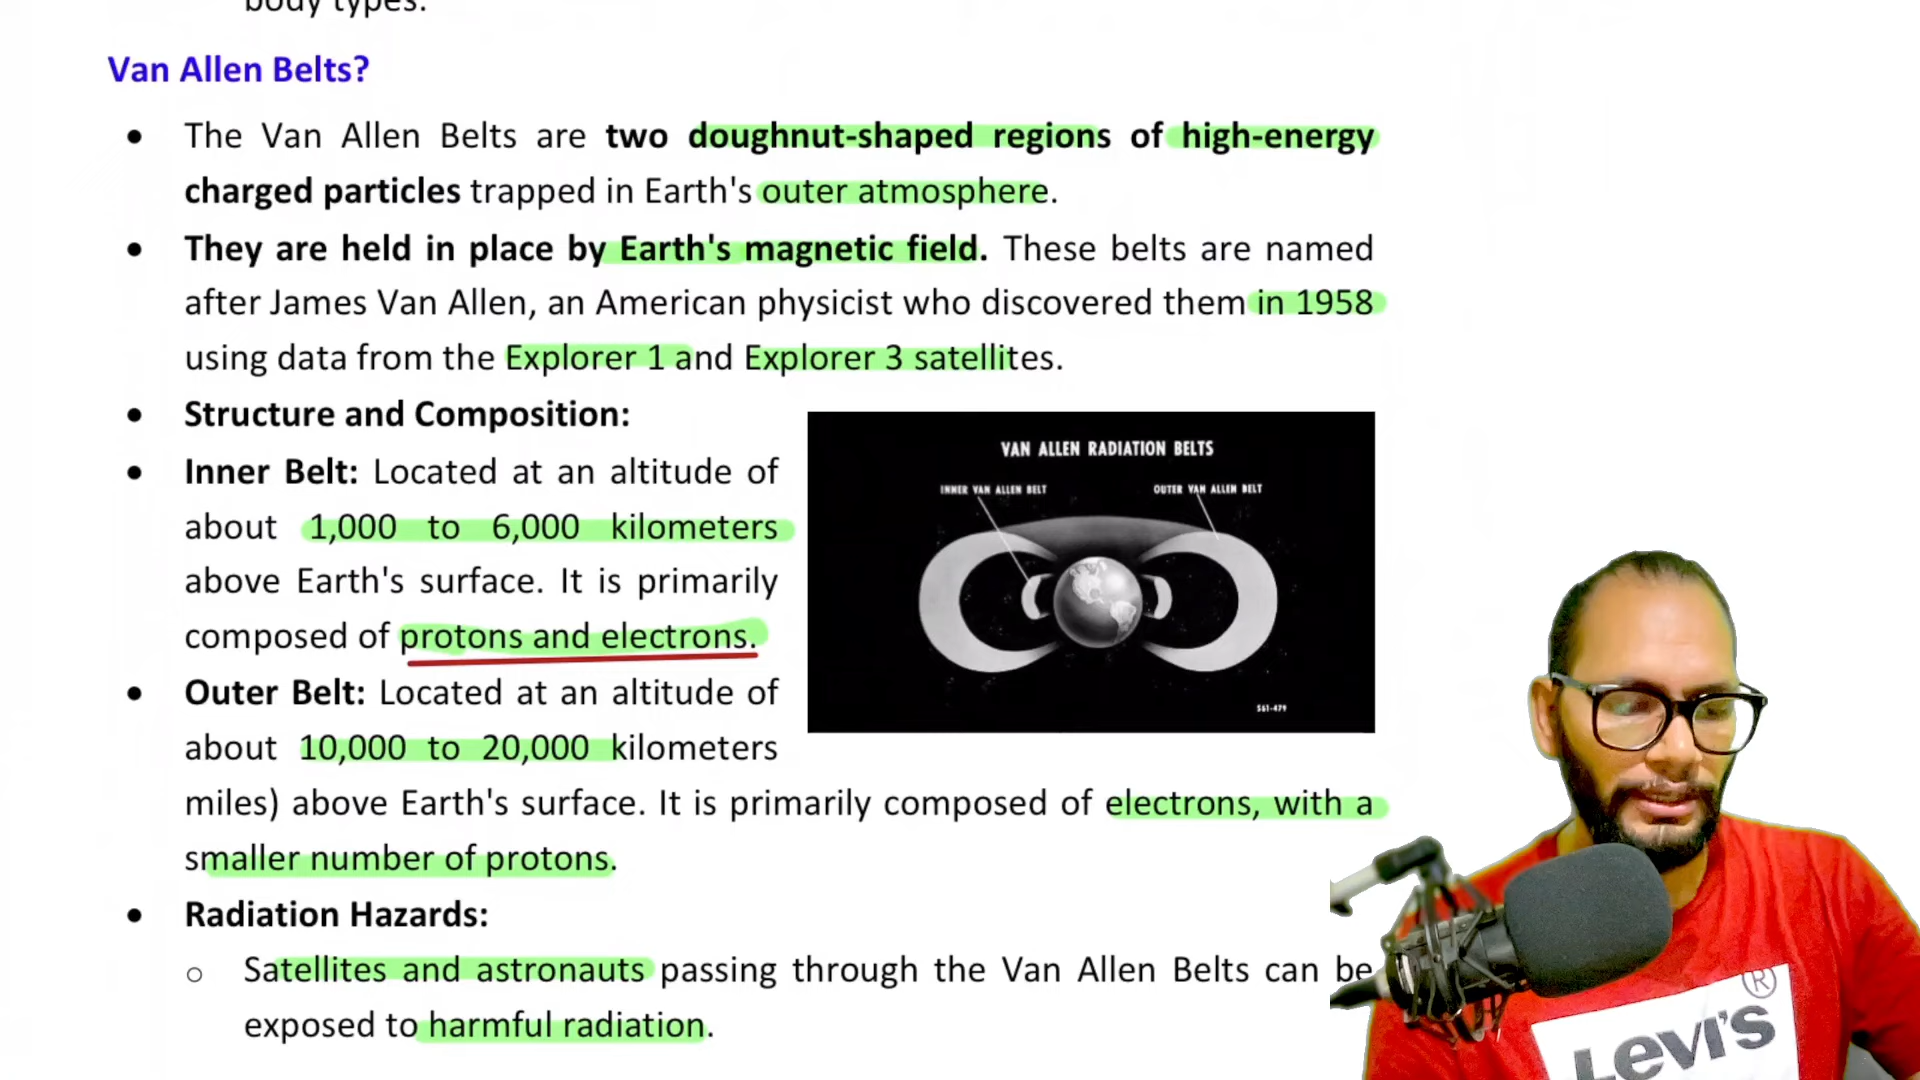 body types.
Van Allen Belts?
• The Van Allen Belts are two doughnut-shaped regions of high-energy
charged particles trapped in Earth's outer atmosphere.
• They are held in place by Earth's magnetic field. These belts are named
after James Van Allen, an American physicist who discovered them in 1958
using data from the Explorer 1 and Explorer 3 satellites.
• Structure and Composition:
• Inner Belt: Located at an altitude of
about 1,000 to 6,000 kilometers
above Earth's surface. It is primarily
composed of protons and electrons.
• Outer Belt: Located at an altitude of
about 10,000 to 20,000 kilometers
miles) above Earth's surface. It is primarily composed of electrons, with a
smaller number of protons.
• Radiation Hazards:
o Satellites and astronauts passing through the Van Allen Belts can be
exposed to harmful radiation.
VAN ALLEN RADIATION BELTS
INNER VAN ALLEN BELT
OUTER VAN ALLEN BELT
S61-479
Levi's ®